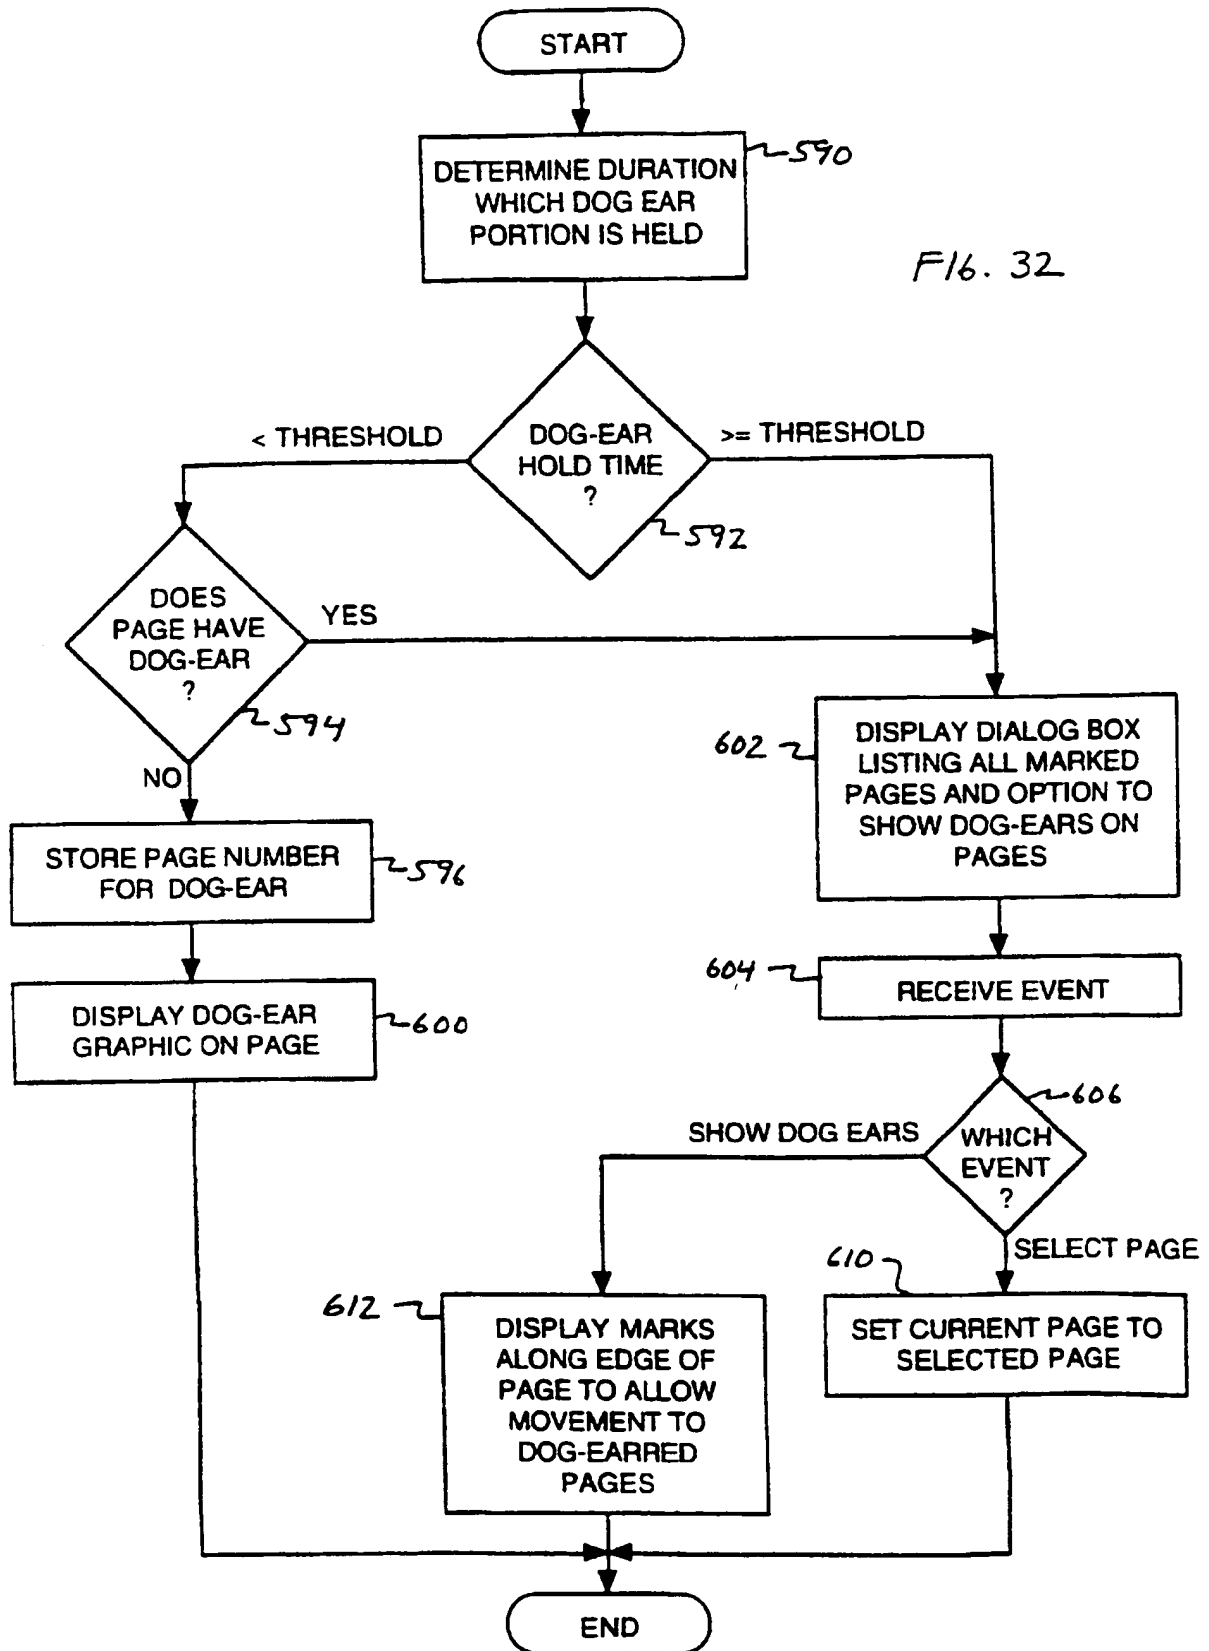 START
DETERMINE DURATION
WHICH DOG EAR
PORTION IS HELD
590
FIG. 32
< THRESHOLD
DOG-EAR
HOLD TIME
?
>= THRESHOLD
592
DOES
PAGE HAVE
DOG-EAR
?
YES
594
NO
STORE PAGE NUMBER
FOR DOG-EAR
596
DISPLAY DOG-EAR
GRAPHIC ON PAGE
600
602
DISPLAY DIALOG BOX
LISTING ALL MARKED
PAGES AND OPTION TO
SHOW DOG-EARS ON
PAGES
604
RECEIVE EVENT
606
SHOW DOG EARS
WHICH
EVENT
?
SELECT PAGE
610
SET CURRENT PAGE TO
SELECTED PAGE
612
DISPLAY MARKS
ALONG EDGE OF
PAGE TO ALLOW
MOVEMENT TO
DOG-EARRED
PAGES
END